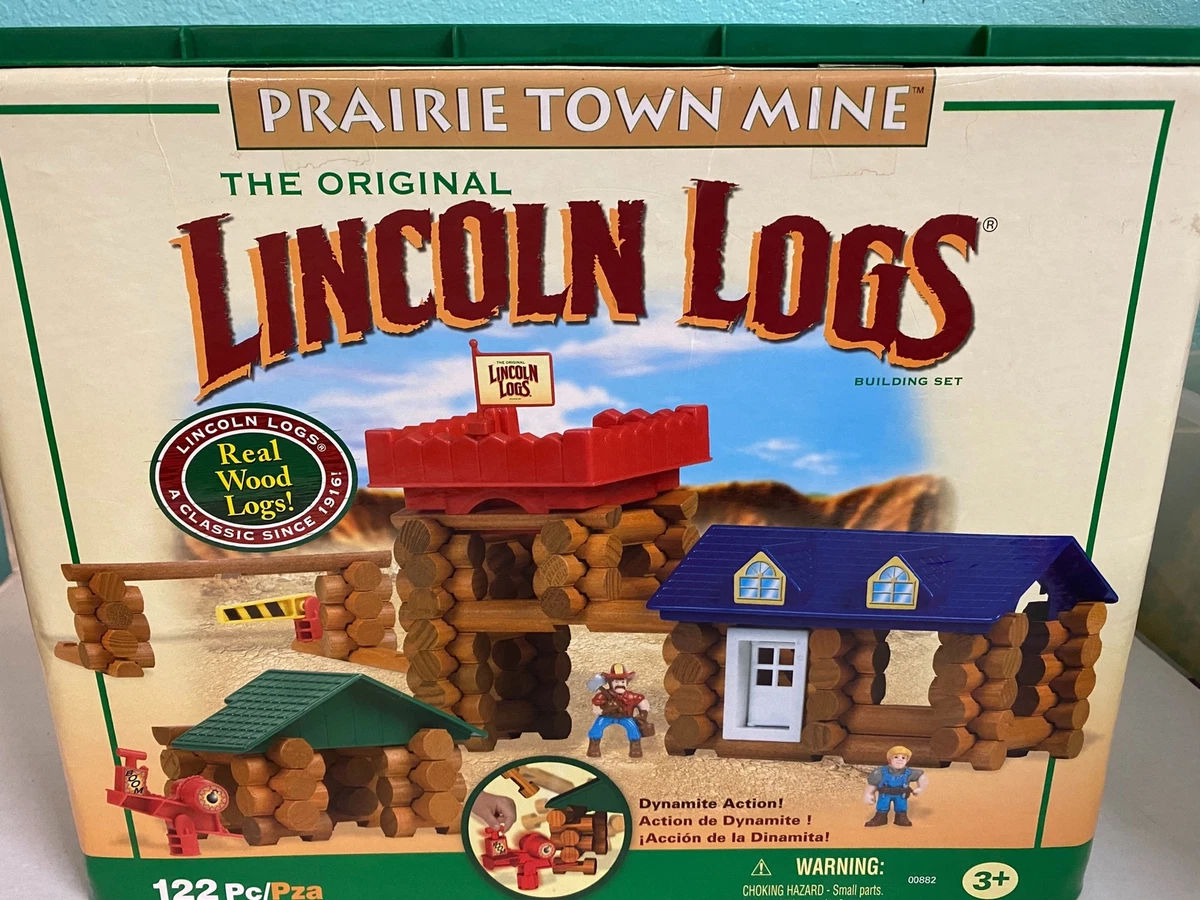 PRAIRIE TOWN MINE™
THE ORIGINAL
LINCOLN LOGS®
BUILDING SET
THE ORIGINAL
LINCOLN
LOGS
LINCOLN LOGS®
Real
Wood
Logs!
A CLASSIC SINCE 1916!
BOOM
Dynamite Action!
Action de Dynamite !
¡Acción de la Dinamita!
122 Pc/Pza
⚠ WARNING:
CHOKING HAZARD - Small parts.
00882
3+